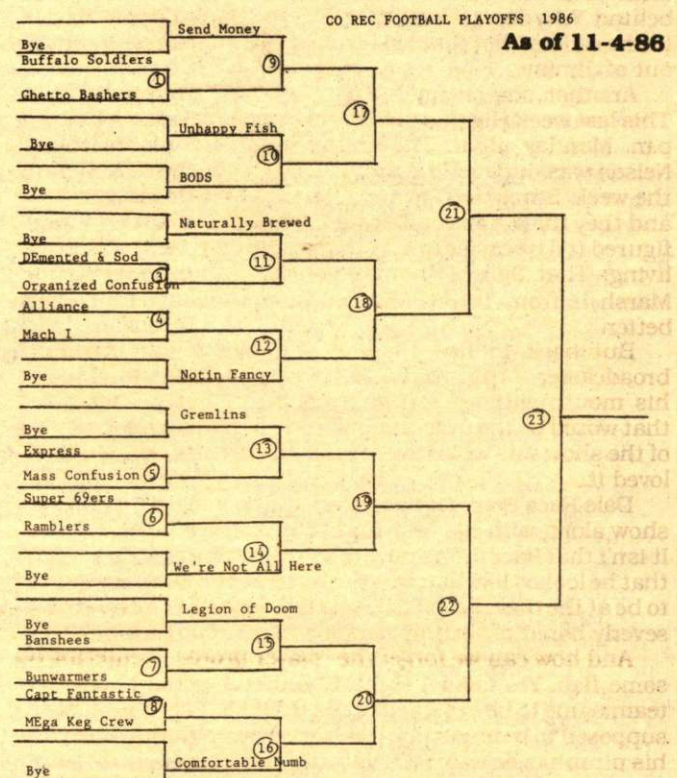 CO REC FOOTBALL PLAYOFFS 1986
As of 11-4-86
Send Money
Bye
Buffalo Soldiers
9
1
Ghetto Bashers
17
Unhappy Fish
Bye
10
BODS
Bye
21
Naturally Brewed
Bye
DEmented & Sod
11
3
Organized Confusion
18
Alliance
4
Mach I
12
Notin Fancy
Bye
Gremlins
23
Bye
Express
13
Mass Confusion 5
Super 69ers
19
6
Ramblers
14
We're Not All Here
Bye
22
Legion of Doom
Bye
Banshees
15
7
Bunwarmers
Capt Fantastic
20
8
MEga Keg Crew
16
Comfortable Numb
Bye